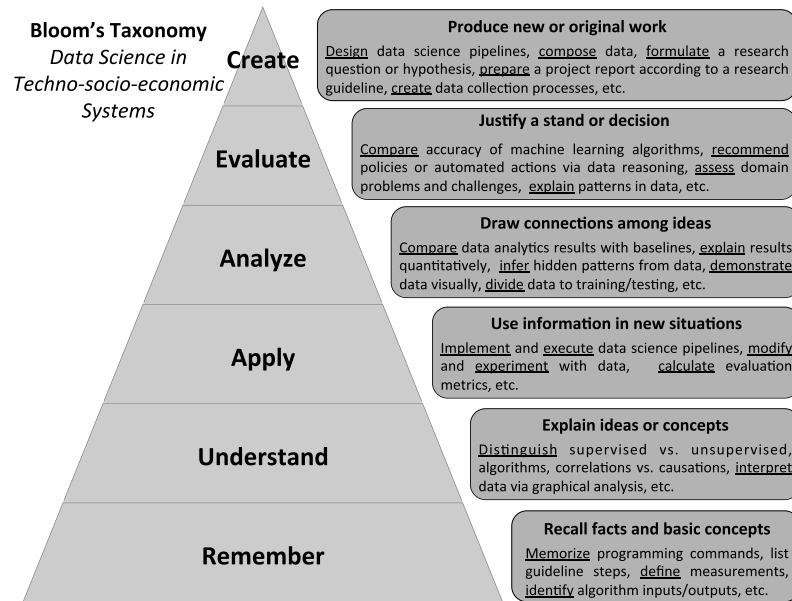 Bloom's Taxonomy
Data Science in
Techno-socio-economic
Systems
Create
Produce new or original work
Design data science pipelines, compose data, formulate a research
question or hypothesis, prepare a project report according to a research
guideline, create data collection processes, etc.
Evaluate
Justify a stand or decision
Compare accuracy of machine learning algorithms, recommend
policies or automated actions via data reasoning, assess domain
problems and challenges, explain patterns in data, etc.
Analyze
Draw connections among ideas
Compare data analytics results with baselines, explain results
quantitatively, infer hidden patterns from data, demonstrate
data visually, divide data to training/testing, etc.
Apply
Use information in new situations
Implement and execute data science pipelines, modify
and experiment with data, calculate evaluation
metrics, etc.
Understand
Explain ideas or concepts
Distinguish supervised vs. unsupervised,
algorithms, correlations vs. causations, interpret
data via graphical analysis, etc.
Remember
Recall facts and basic concepts
Memorize programming commands, list
guideline steps, define measurements,
identify algorithm inputs/outputs, etc.